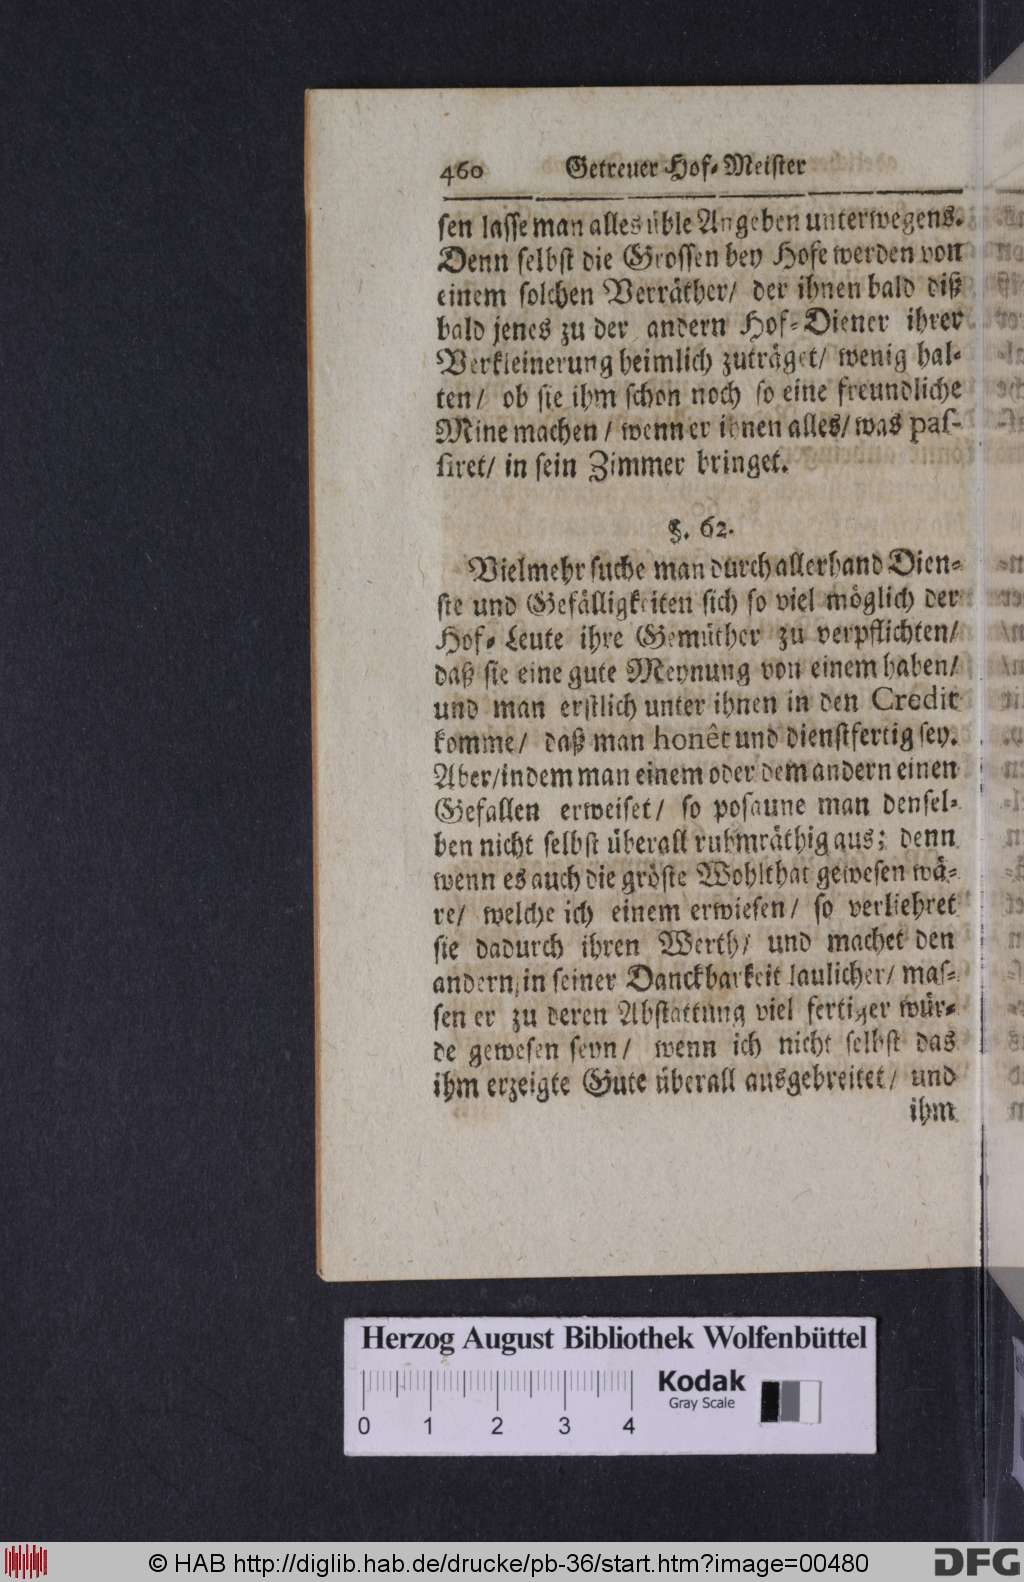 460 Getreuer Hof-Meister
sen lasse man alles üble Angeben unterwegens.
Denn selbst die Grossen bey Hofe werden von
einem solchen Verräther/ der ihnen bald diß
bald jenes zu der andern Hof-Diener ihrer
Verkleinerung heimlich zuträget/ wenig hal-
ten/ ob sie ihm schon noch so eine freundliche
Mine machen/ wenn er ihnen alles/ was pas-
siret/ in sein Zimmer bringet.
§. 62.
Vielmehr suche man durch allerhand Dien-
ste und Gefälligkeiten sich so viel möglich der
Hof-Leute ihre Gemüther zu verpflichten/
daß sie eine gute Meynung von einem haben/
und man erstlich unter ihnen in den Credit
komme/ daß man honêt und dienstfertig sey.
Aber/ indem man einem oder dem andern einen
Gefallen erweiset/ so posaune man densel-
ben nicht selbst überall ruhmräthig aus; denn
wenn es auch die gröste Wohlthat gewesen wä-
re/ welche ich einem erwiesen/ so verliehret
sie dadurch ihren Werth/ und machet den
andern in seiner Danckbarkeit laulicher/ mas-
sen er zu deren Abstattung viel fertiger wür-
de gewesen seyn/ wenn ich nicht selbst das
ihm erzeigte Gute überall ausgebreitet/ und
ihm
Herzog August Bibliothek Wolfenbüttel
0 1 2 3 4
Kodak
Gray Scale
© HAB http://diglib.hab.de/drucke/pb-36/start.htm?image=00480
DFG